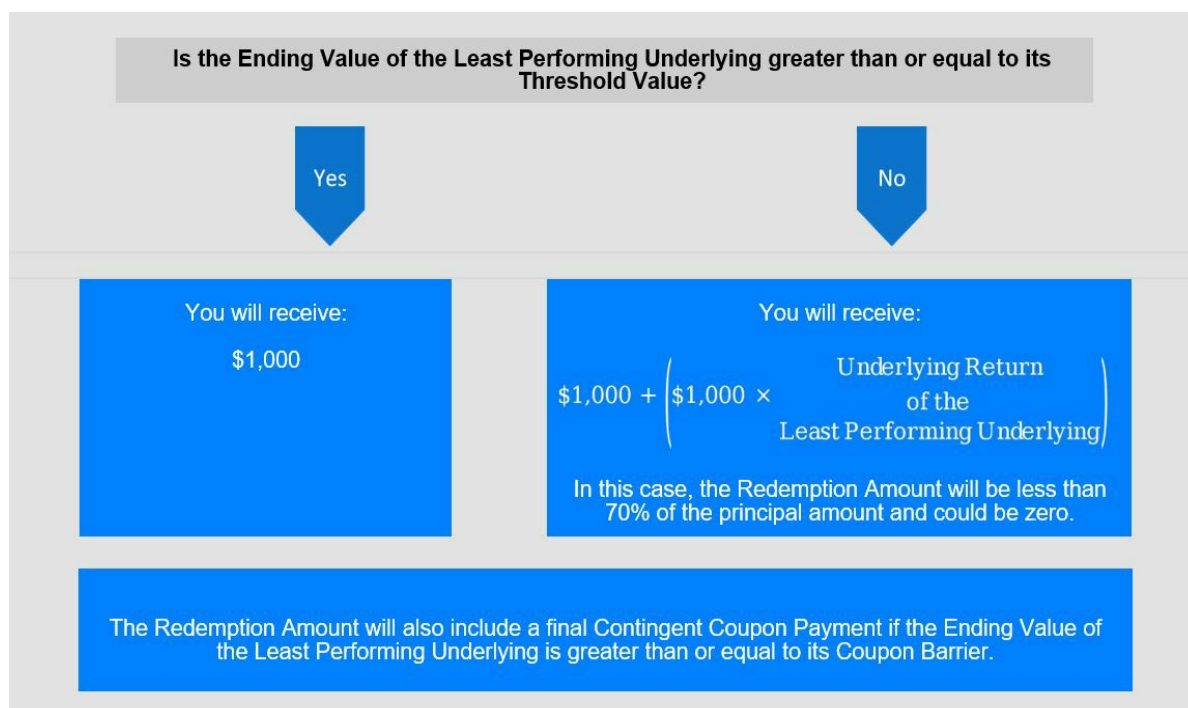 Is the Ending Value of the Least Performing Underlying greater than or equal to its
Threshold Value?
Yes
No
You will receive:
$1,000
You will receive:
$1,000 + ($1,000 × Underlying Return
of the
Least Performing Underlying)
In this case, the Redemption Amount will be less than
70% of the principal amount and could be zero.
The Redemption Amount will also include a final Contingent Coupon Payment if the Ending Value of
the Least Performing Underlying is greater than or equal to its Coupon Barrier.